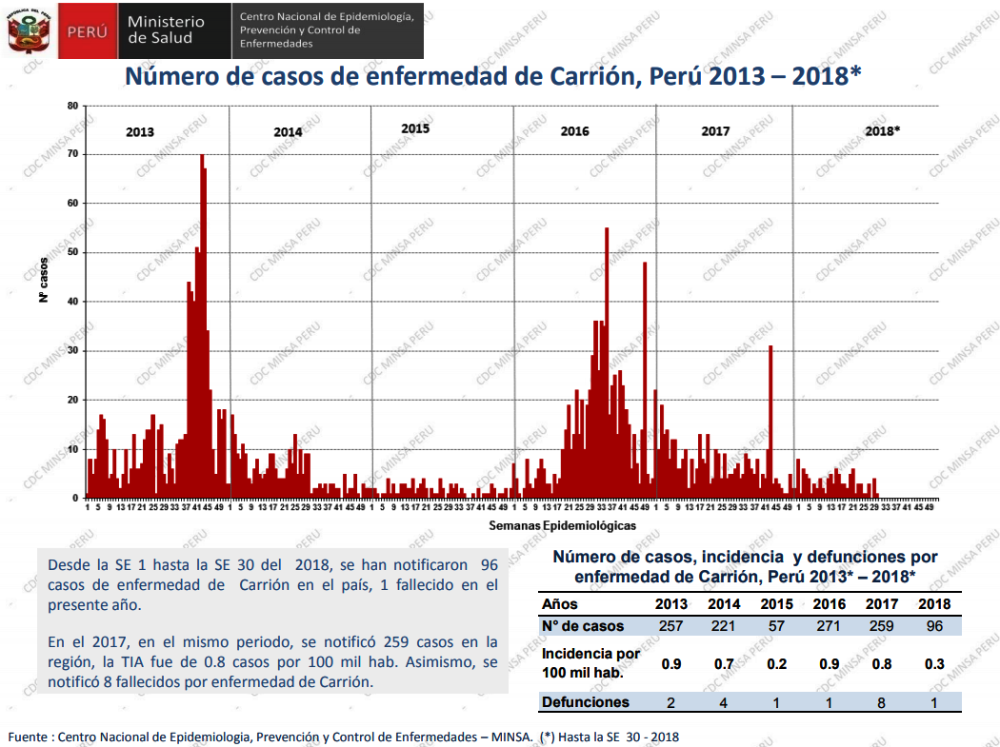 REPÚBLICA DEL PERÚ
PERÚ
Ministerio
de Salud
Centro Nacional de Epidemiología,
Prevención y Control de
Enfermedades
Número de casos de enfermedad de Carrión, Perú 2013 – 2018*
2013 2014 2015 2016 2017 2018*
80
70
60
50
40
30
20
10
0
N° casos
1 5 9 13 17 21 25 29 33 37 41 45 49 1 5 9 13 17 21 25 29 33 37 41 45 49 1 5 9 13 17 21 25 29 33 37 41 45 49 1 5 9 13 17 21 25 29 33 37 41 45 49 1 5 9 13 17 21 25 29 33 37 41 45 49 1 5 9 13 17 21 25 29 33 37 41 45 49
Semanas Epidemiológicas
Desde la SE 1 hasta la SE 30 del 2018, se han notificaron 96
casos de enfermedad de Carrión en el país, 1 fallecido en el
presente año.
En el 2017, en el mismo periodo, se notificó 259 casos en la
región, la TIA fue de 0.8 casos por 100 mil hab. Asimismo, se
notificó 8 fallecidos por enfermedad de Carrión.
Número de casos, incidencia y defunciones por
enfermedad de Carrión, Perú 2013* – 2018*
Años 2013 2014 2015 2016 2017 2018
N° de casos 257 221 57 271 259 96
Incidencia por
100 mil hab. 0.9 0.7 0.2 0.9 0.8 0.3
Defunciones 2 4 1 1 8 1
Fuente : Centro Nacional de Epidemiologia, Prevención y Control de Enfermedades – MINSA. (*) Hasta la SE 30 - 2018
CDC MINSA PERU